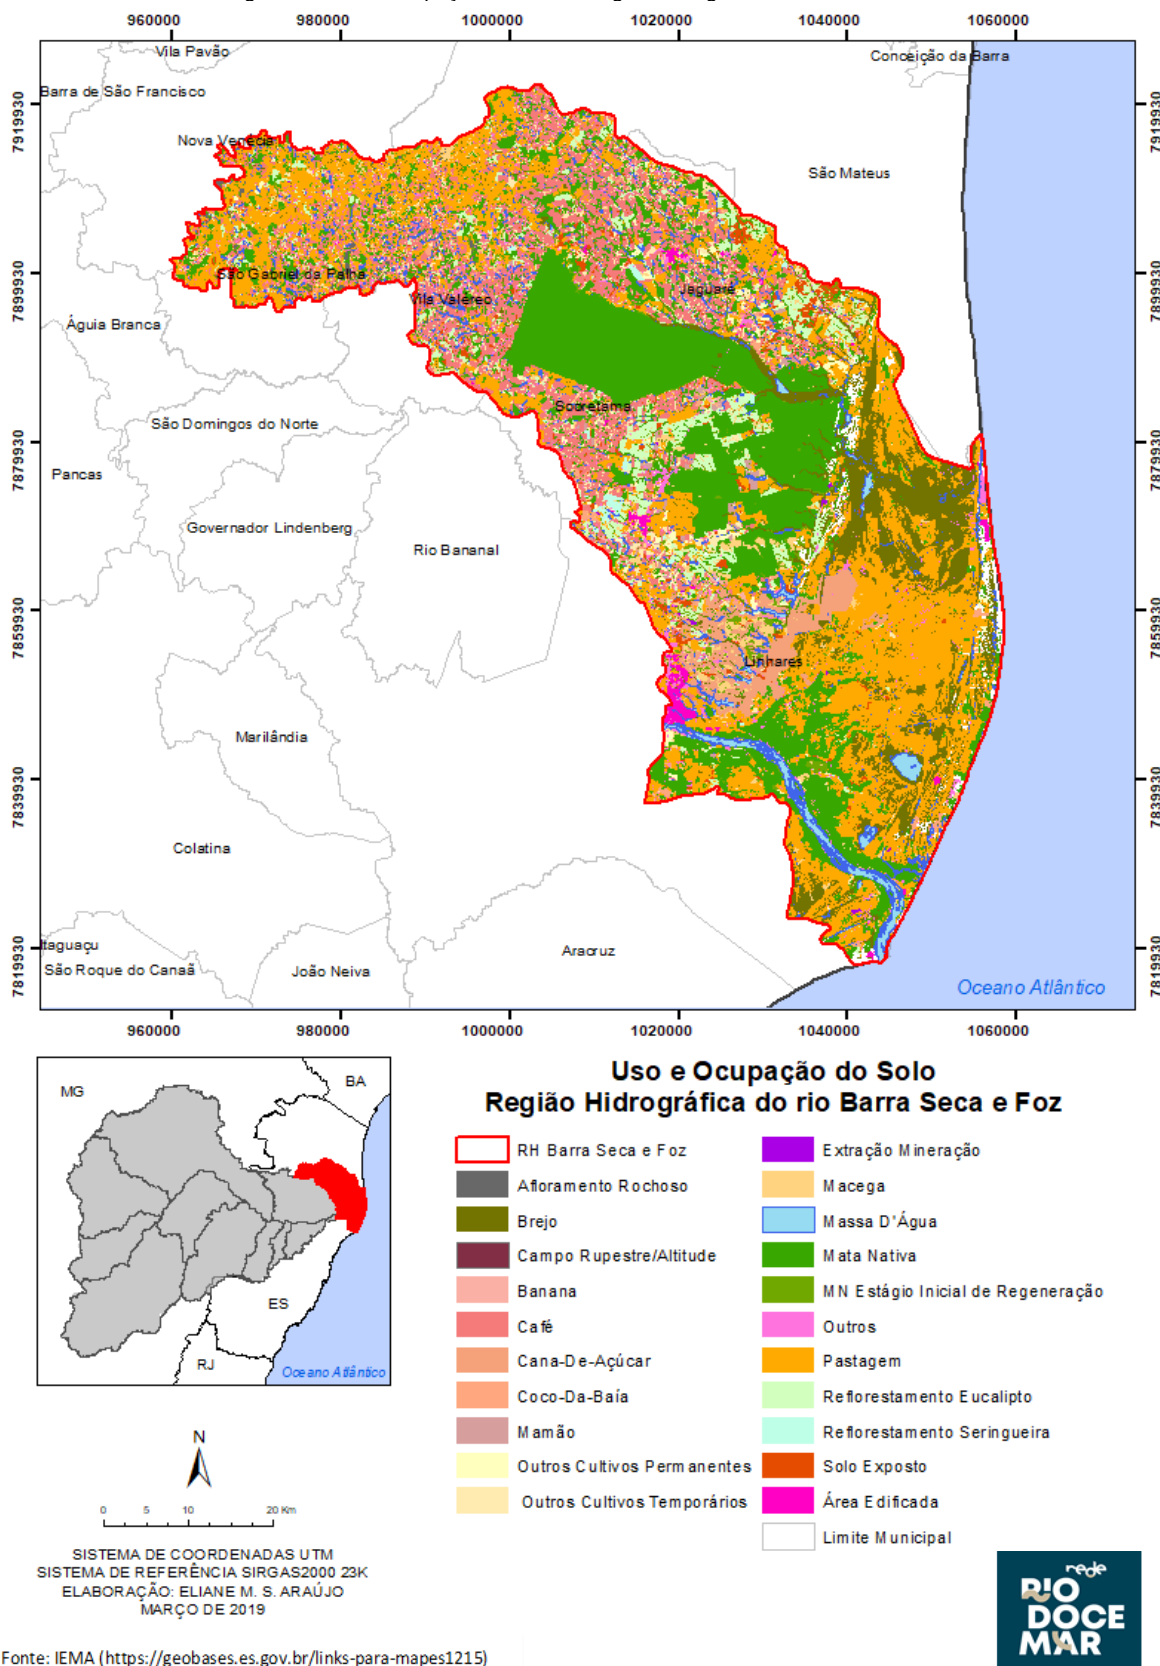 960000 980000 1000000 1020000 1040000 1060000
Vila Pavão
Conceição da Barra
Barra de São Francisco
7919930
7919930
Nova Venécia
São Mateus
São Gabriel da Palha
7899930
7899930
Vila Valéreo
Jaguaré
Águia Branca
Sooretama
São Domingos do Norte
7879930
7879930
Pancas
Governador Lindenberg
Rio Bananal
7859930
7859930
Linhares
Marilândia
7839930
7839930
Colatina
Itaguaçu
Aracruz
7819930
7819930
São Roque do Canaã
João Neiva
Oceano Atlântico
960000 980000 1000000 1020000 1040000 1060000
MG
BA
ES
RJ
Oceano Atlântico
Uso e Ocupação do Solo
Região Hidrográfica do rio Barra Seca e Foz
RH Barra Seca e Foz
Afloramento Rochoso
Brejo
Campo Rupestre/Altitude
Banana
Café
Cana-De-Açúcar
Coco-Da-Baía
Mamão
Outros Cultivos Permanentes
Outros Cultivos Temporários
Extração Mineração
Macega
Massa D'Água
Mata Nativa
MN Estágio Inicial de Regeneração
Outros
Pastagem
Reflorestamento Eucalipto
Reflorestamento Seringueira
Solo Exposto
Área Edificada
Limite Municipal
N
0 5 10 20 Km
SISTEMA DE COORDENADAS UTM
SISTEMA DE REFERÊNCIA SIRGAS2000 23K
ELABORAÇÃO: ELIANE M. S. ARAÚJO
MARÇO DE 2019
rede
RIO
DOCE
MAR
Fonte: IEMA (https://geobases.es.gov.br/links-para-mapes1215)